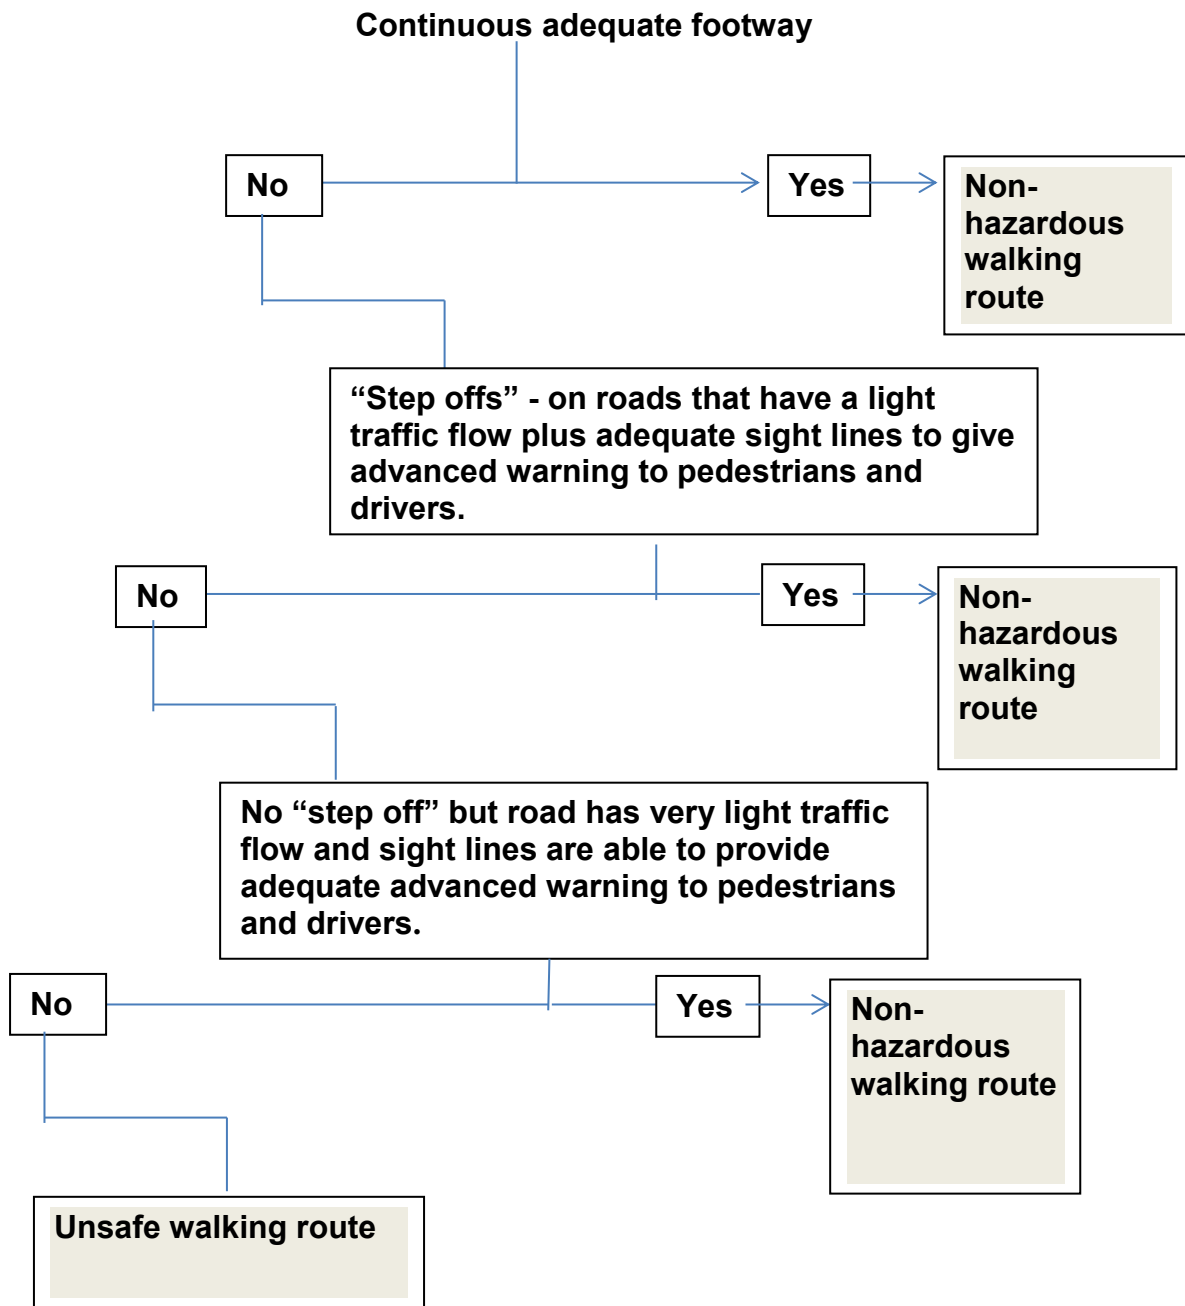 Continuous adequate footway
No
Yes
Non-
hazardous
walking
route
“Step offs” - on roads that have a light
traffic flow plus adequate sight lines to give
advanced warning to pedestrians and
drivers.
No
Yes
Non-
hazardous
walking
route
No “step off” but road has very light traffic
flow and sight lines are able to provide
adequate advanced warning to pedestrians
and drivers.
No
Yes
Non-
hazardous
walking route
Unsafe walking route